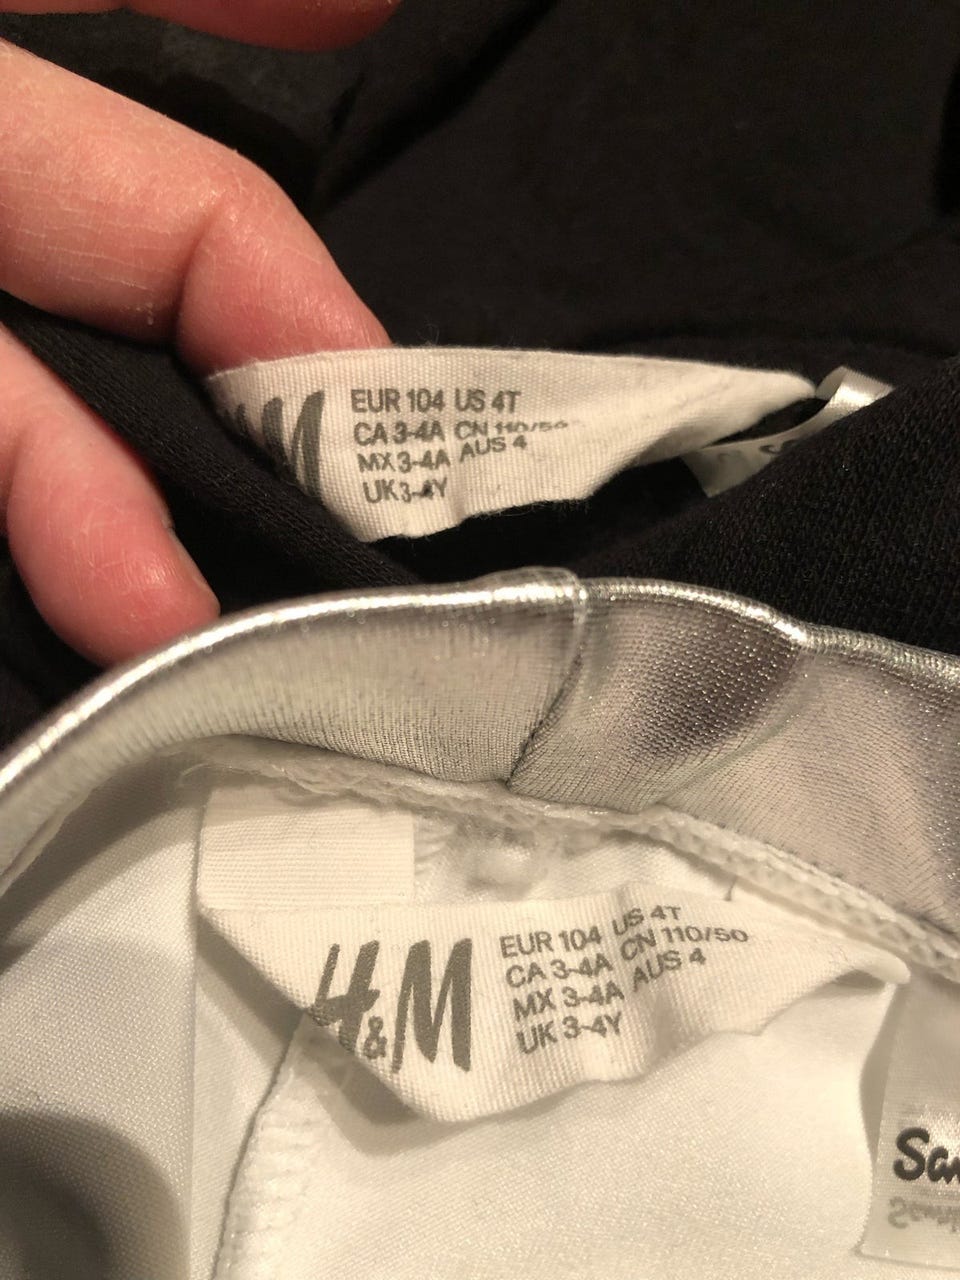 EUR 104 US 4T
CA 3-4A CN 110/50
MX 3-4A AUS 4
UK 3-4Y
H&M
EUR 104 US 4T
CA 3-4A CN 110/50
MX 3-4A AUS 4
UK 3-4Y